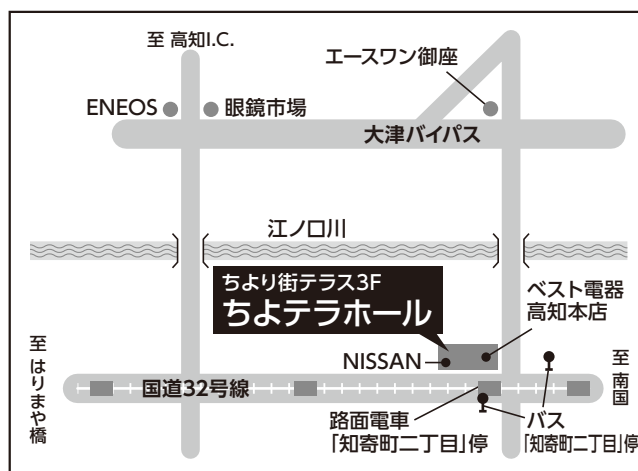 至 高知I.C.
エースワン御座
ENEOS
眼鏡市場
大津バイパス
江ノ口川
ちより街テラス3F
ちよテラホール
ベスト電器
高知本店
NISSAN
至 はりまや橋
国道32号線
至 南国
路面電車
「知寄町二丁目」停
バス
「知寄町二丁目」停